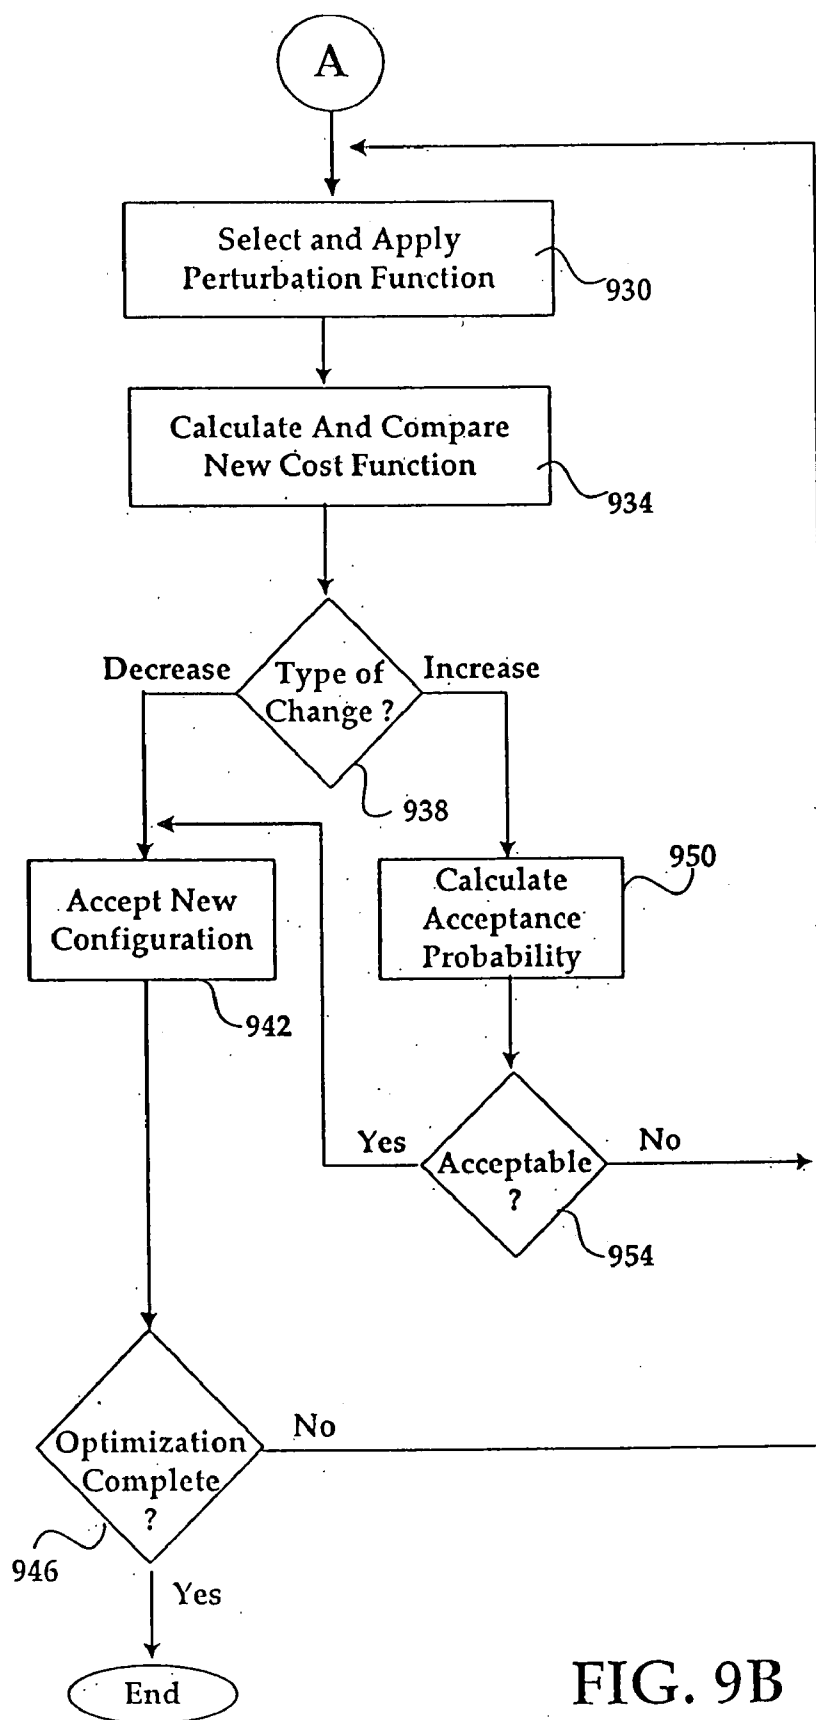 A
Select and Apply
Perturbation Function
930
Calculate And Compare
New Cost Function
934
Decrease
Type of
Change ?
Increase
938
Accept New
Configuration
942
Calculate
Acceptance
Probability
950
Yes
Acceptable
?
No
954
Optimization
Complete
?
No
946
Yes
End
FIG. 9B